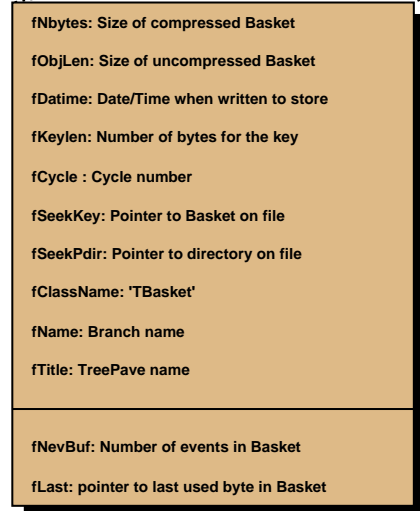 fNbytes: Size of compressed Basket
fObjLen: Size of uncompressed Basket
fDatime: Date/Time when written to store
fKeylen: Number of bytes for the key
fCycle : Cycle number
fSeekKey: Pointer to Basket on file
fSeekPdir: Pointer to directory on file
fClassName: 'TBasket'
fName: Branch name
fTitle: TreePave name
fNevBuf: Number of events in Basket
fLast: pointer to last used byte in Basket